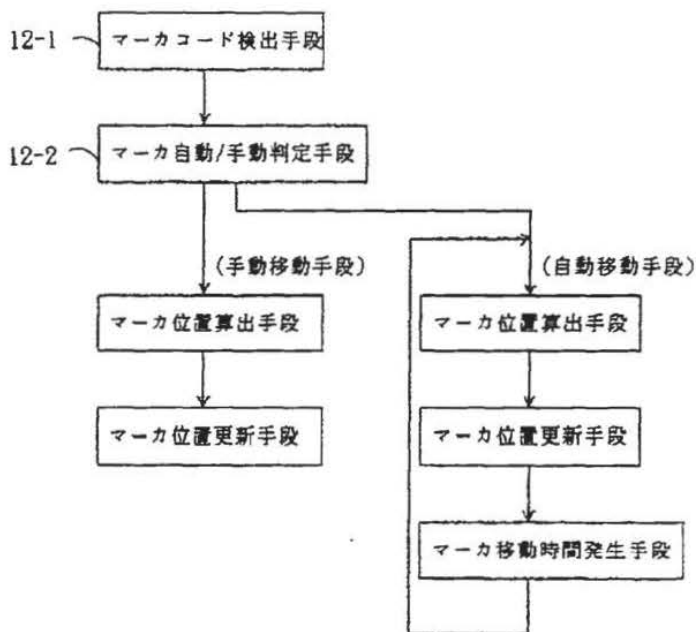 12-1
マーカコード検出手段
12-2
マーカ自動/手動判定手段
(手動移動手段)
(自動移動手段)
マーカ位置算出手段
マーカ位置算出手段
マーカ位置更新手段
マーカ位置更新手段
マーカ移動時間発生手段